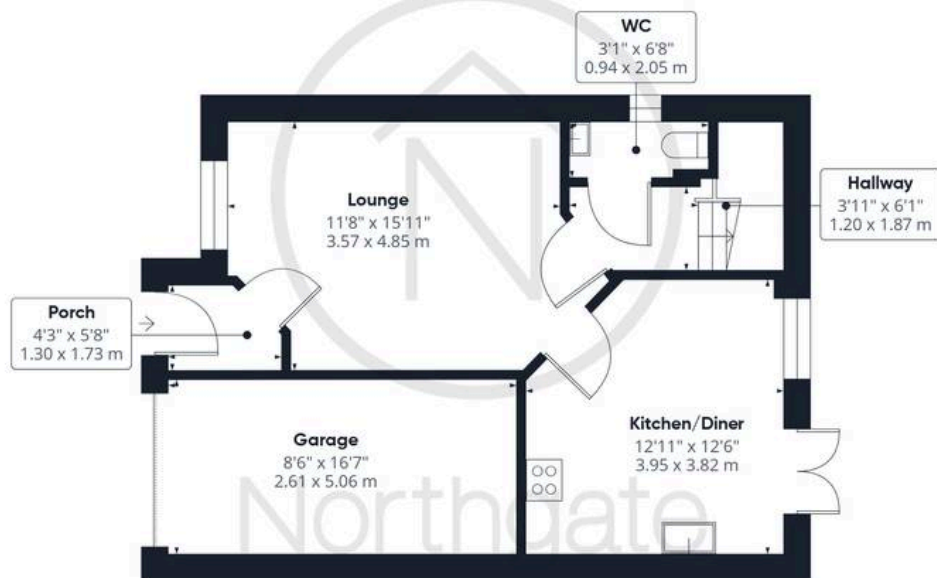 WC
3'1" x 6'8"
0.94 x 2.05 m
Lounge
11'8" x 15'11"
3.57 x 4.85 m
Hallway
3'11" x 6'1"
1.20 x 1.87 m
Porch
4'3" x 5'8"
1.30 x 1.73 m
Garage
8'6" x 16'7"
2.61 x 5.06 m
Kitchen/Diner
12'11" x 12'6"
3.95 x 3.82 m
N
Northgate